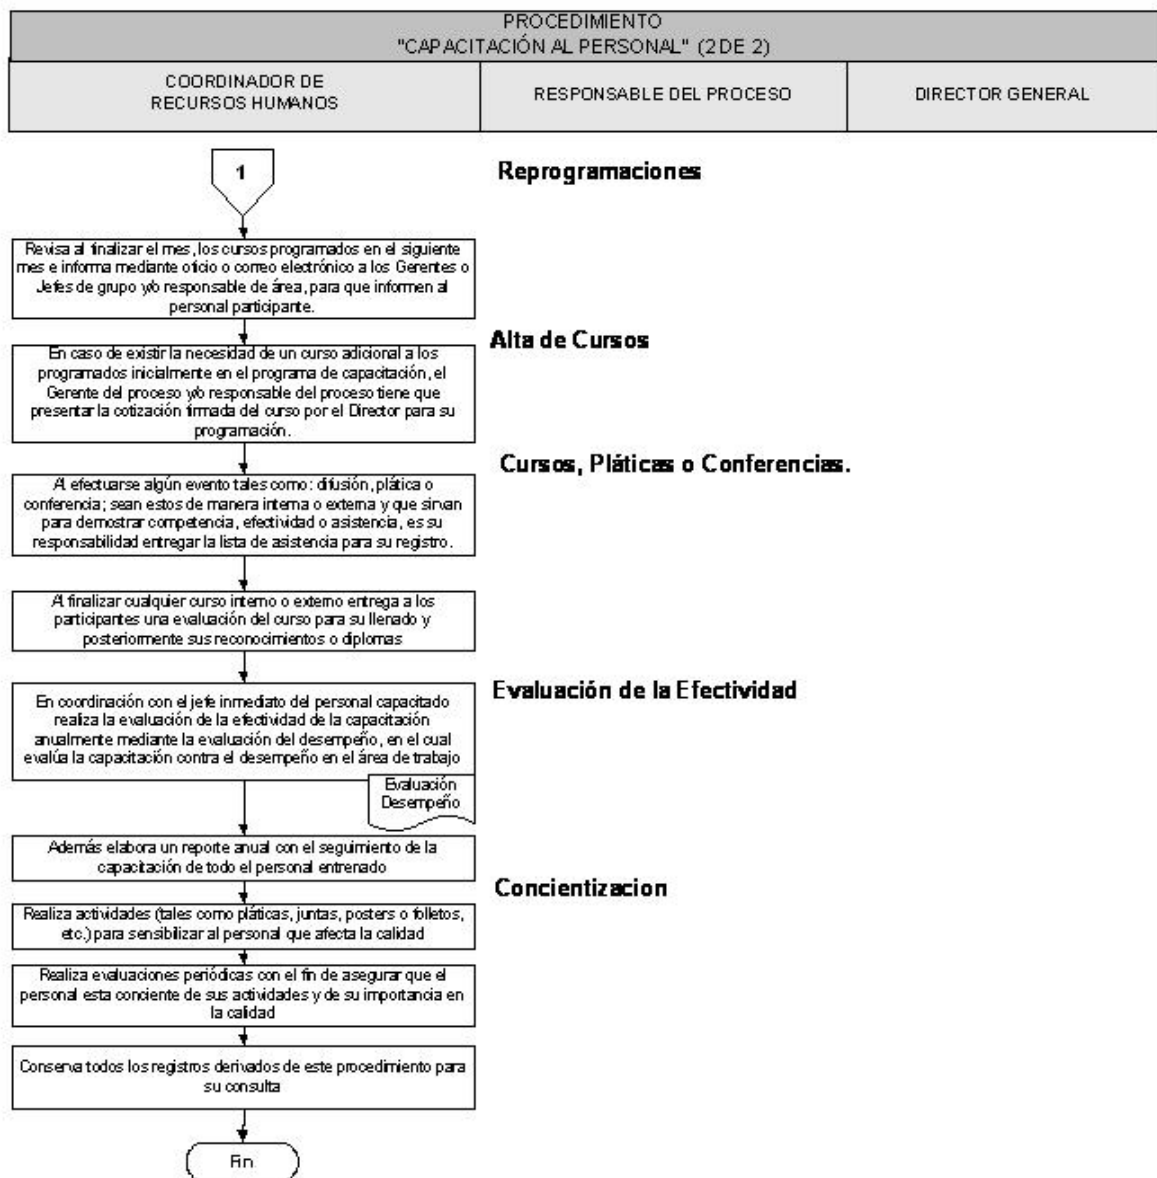 PROCEDIMIENTO
"CAPACITACIÓN AL PERSONAL" (2 DE 2)
COORDINADOR DE
RECURSOS HUMANOS
RESPONSABLE DEL PROCESO
DIRECTOR GENERAL
1
Reprogramaciones
Revisa al finalizar el mes, los cursos programados en el siguiente
mes e informa mediante oficio o correo electrónico a los Gerentes o
Jefes de grupo y/o responsable de área, para que informen al
personal participante.
Alta de Cursos
En caso de existir la necesidad de un curso adicional a los
programados inicialmente en el programa de capacitación, el
Gerente del proceso y/o responsable del proceso tiene que
presentar la cotización firmada del curso por el Director para su
programación.
Cursos, Pláticas o Conferencias.
Al efectuarse algún evento tales como: difusión, plática o
conferencia; sean estos de manera interna o externa y que sirvan
para demostrar competencia, efectividad o asistencia, es su
responsabilidad entregar la lista de asistencia para su registro.
Al finalizar cualquier curso interno o externo entrega a los
participantes una evaluación del curso para su llenado y
posteriormente sus reconocimientos o diplomas
Evaluación de la Efectividad
En coordinación con el jefe inmediato del personal capacitado
realiza la evaluación de la efectividad de la capacitación
anualmente mediante la evaluación del desempeño, en el cual
evalúa la capacitación contra el desempeño en el área de trabajo
Evaluación
Desempeño
Además elabora un reporte anual con el seguimiento de la
capacitación de todo el personal entrenado
Concientizacion
Realiza actividades (tales como pláticas, juntas, posters o folletos,
etc.) para sensibilizar al personal que afecta la calidad
Realiza evaluaciones periódicas con el fin de asegurar que el
personal esta conciente de sus actividades y de su importancia en
la calidad
Conserva todos los registros derivados de este procedimiento para
su consulta
Fin